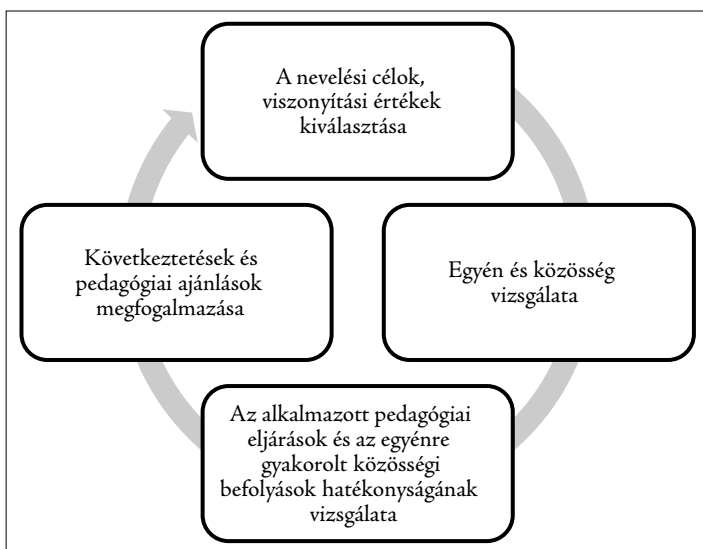 A nevelési célok,
viszonyítási értékek
kiválasztása
Egyén és közösség
vizsgálata
Az alkalmazott pedagógiai
eljárások és az egyénre
gyakorolt közösségi
befolyások hatékonyságának
vizsgálata
Következtetések és
pedagógiai ajánlások
megfogalmazása